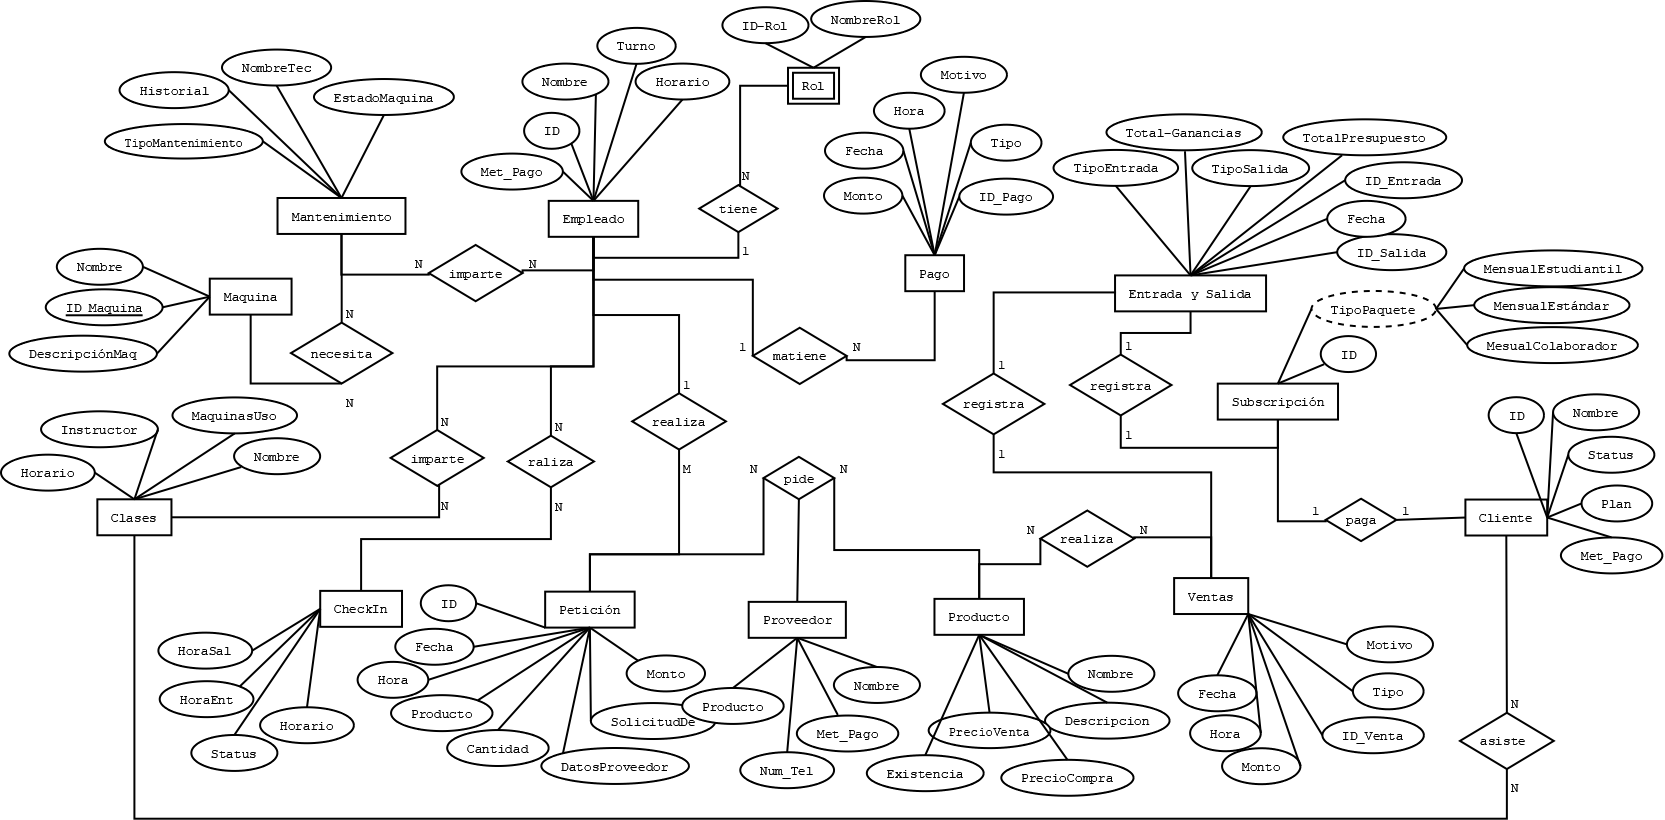 ID-Rol
NombreRol
Turno
NombreTec
Nombre
Horario
Rol
Motivo
Historial
EstadoMaquina
Hora
ID
TipoMantenimiento
Fecha
Tipo
Total-Ganancias
TotalPresupuesto
Met_Pago
TipoEntrada
TipoSalida
N
ID_Entrada
Monto
ID_Pago
tiene
Mantenimiento
Empleado
Fecha
1
ID_Salida
Nombre
N
N
imparte
Pago
MensualEstudiantil
Maquina
Entrada y Salida
ID_Maquina
TipoPaquete
MensualEstándar
N
DescripciónMaq
necesita
1
matiene
N
1
ID
MesualColaborador
1
registra
1
N
registra
Subscripción
MaquinasUso
ID
Nombre
Instructor
N
N
realiza
1
Status
Horario
Nombre
imparte
raliza
1
M
N
N
pide
Plan
N
N
Clases
1
paga
1
Cliente
N
realiza
N
Met_Pago
CheckIn
ID
Petición
Proveedor
Producto
Ventas
HoraSal
Fecha
Motivo
Hora
Monto
Nombre
Nombre
HoraEnt
Producto
SolicitudDe
Producto
Fecha
Tipo
Horario
Descripcion
N
Status
Cantidad
Met_Pago
PrecioVenta
Hora
ID_Venta
asiste
DatosProveedor
Num_Tel
Existencia
PrecioCompra
Monto
N